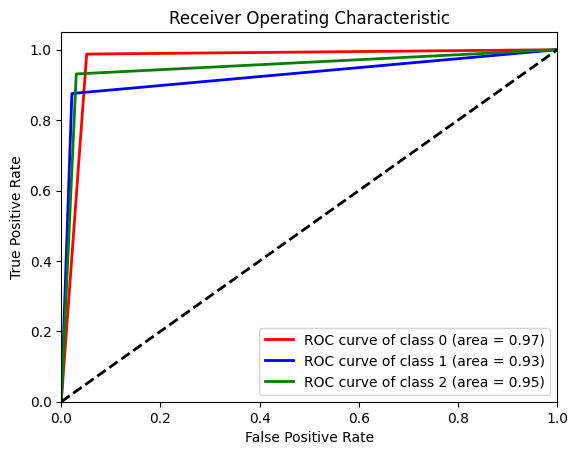 Receiver Operating Characteristic
True Positive Rate
1.0
0.8
0.6
0.4
0.2
0.0
ROC curve of class 0 (area = 0.97)
ROC curve of class 1 (area = 0.93)
ROC curve of class 2 (area = 0.95)
0.0 0.2 0.4 0.6 0.8 1.0
False Positive Rate